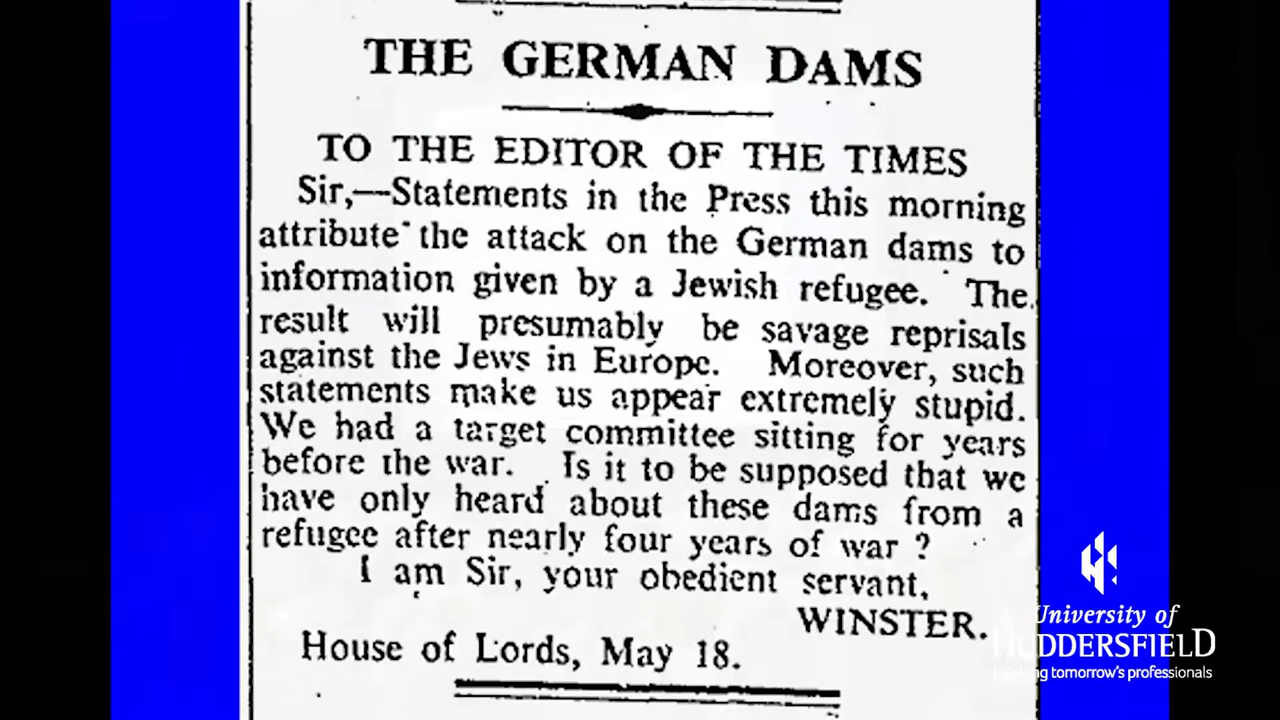 THE GERMAN DAMS
TO THE EDITOR OF THE TIMES
Sir,—Statements in the Press this morning
attribute the attack on the German dams to
information given by a Jewish refugee. The
result will presumably be savage reprisals
against the Jews in Europe. Moreover, such
statements make us appear extremely stupid.
We had a target committee sitting for years
before the war. Is it to be supposed that we
have only heard about these dams from a
refugee after nearly four years of war ?
I am Sir, your obedient servant,
WINSTER.
House of Lords, May 18.
University of
HUDDERSFIELD
tomorrow's professionals